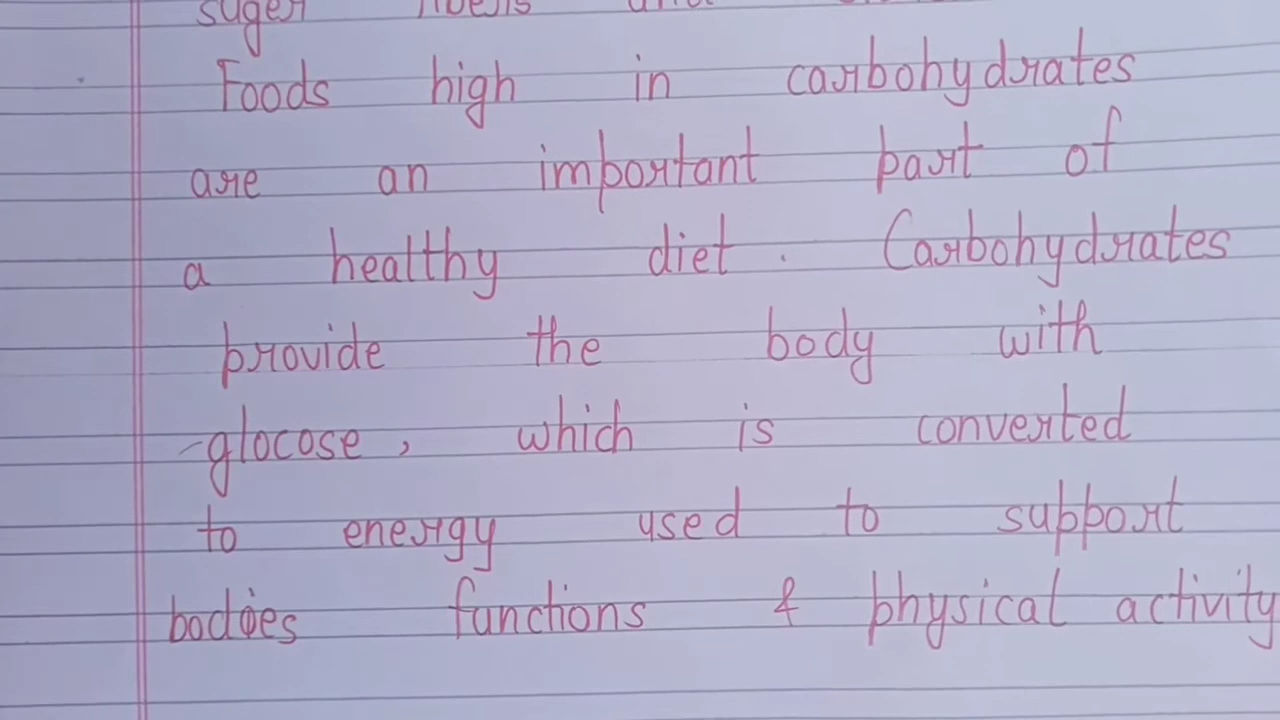 suger
Foods high in carbohydrates
are an important part of
a healthy diet . Carbohydrates
provide the body with
glocose , which is converted
to energy used to support
bodies functions & physical activity